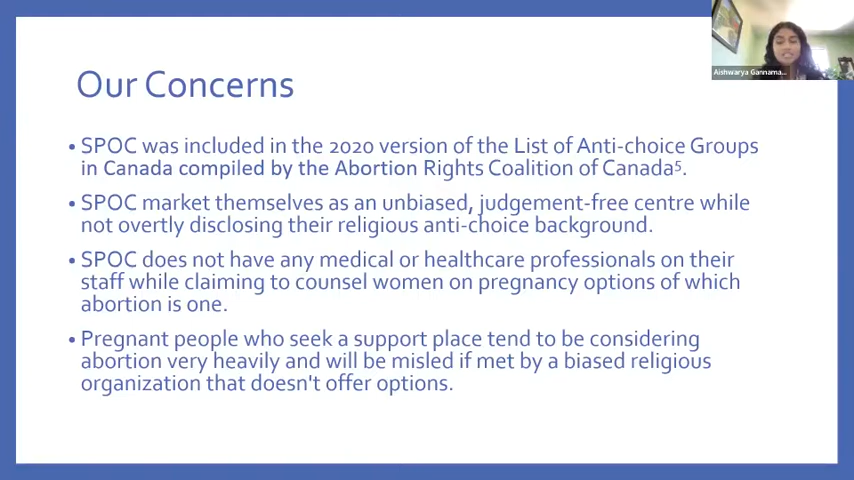 Aishwarya Gannama...
Our Concerns
• SPOC was included in the 2020 version of the List of Anti-choice Groups
in Canada compiled by the Abortion Rights Coalition of Canada⁵.
• SPOC market themselves as an unbiased, judgement-free centre while
not overtly disclosing their religious anti-choice background.
• SPOC does not have any medical or healthcare professionals on their
staff while claiming to counsel women on pregnancy options of which
abortion is one.
• Pregnant people who seek a support place tend to be considering
abortion very heavily and will be misled if met by a biased religious
organization that doesn't offer options.